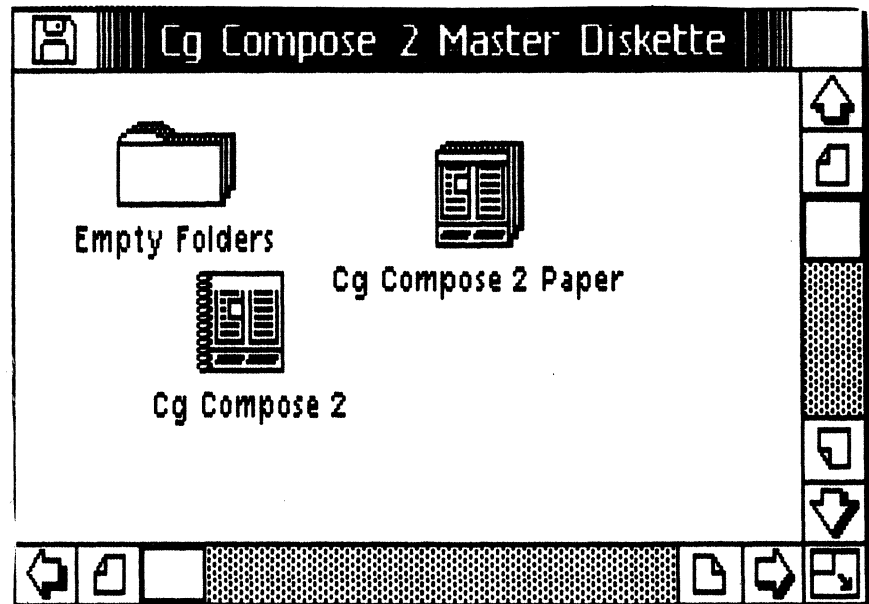 Cg Compose 2 Master Diskette
Empty Folders
Cg Compose 2 Paper
Cg Compose 2